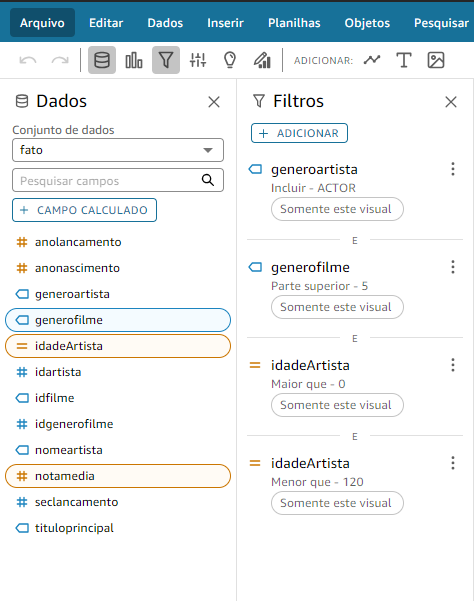 Arquivo Editar Dados Inserir Planilhas Objetos Pesquisar
ADICIONAR:
Dados
Conjunto de dados
fato
Pesquisar campos
+ CAMPO CALCULADO
anolancamento
anonascimento
generoartista
generofilme
idadeArtista
idartista
idfilme
idgenerofilme
nomeartista
notamedia
seclancamento
tituloprincipal
Filtros
+ ADICIONAR
generoartista
Incluir - ACTOR
Somente este visual
E
generofilme
Parte superior - 5
Somente este visual
E
idadeArtista
Maior que - 0
Somente este visual
E
idadeArtista
Menor que - 120
Somente este visual